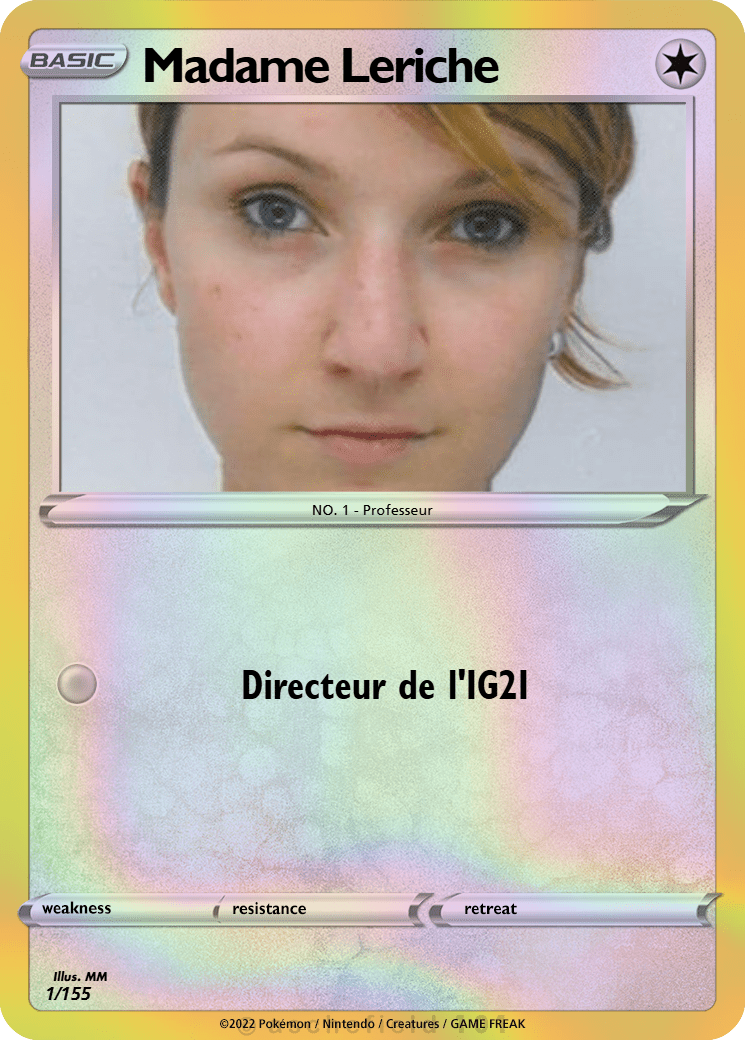 BASIC
Madame Leriche
NO. 1 - Professeur
Directeur de l'IG2I
weakness
resistance
retreat
Illus. MM
1/155
©2022 Pokémon / Nintendo / Creatures / GAME FREAK